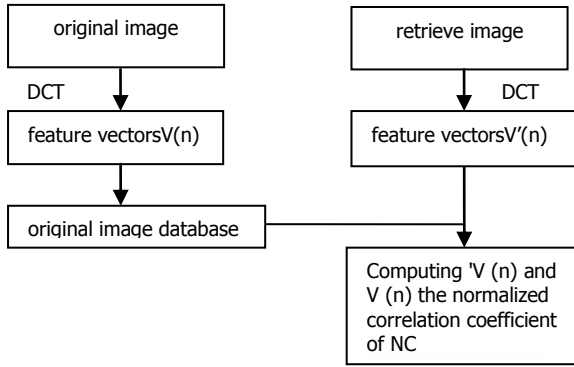 original image
retrieve image
DCT
DCT
feature vectorsV(n)
feature vectorsV'(n)
original image database
Computing 'V (n) and
V (n) the normalized
correlation coefficient
of NC